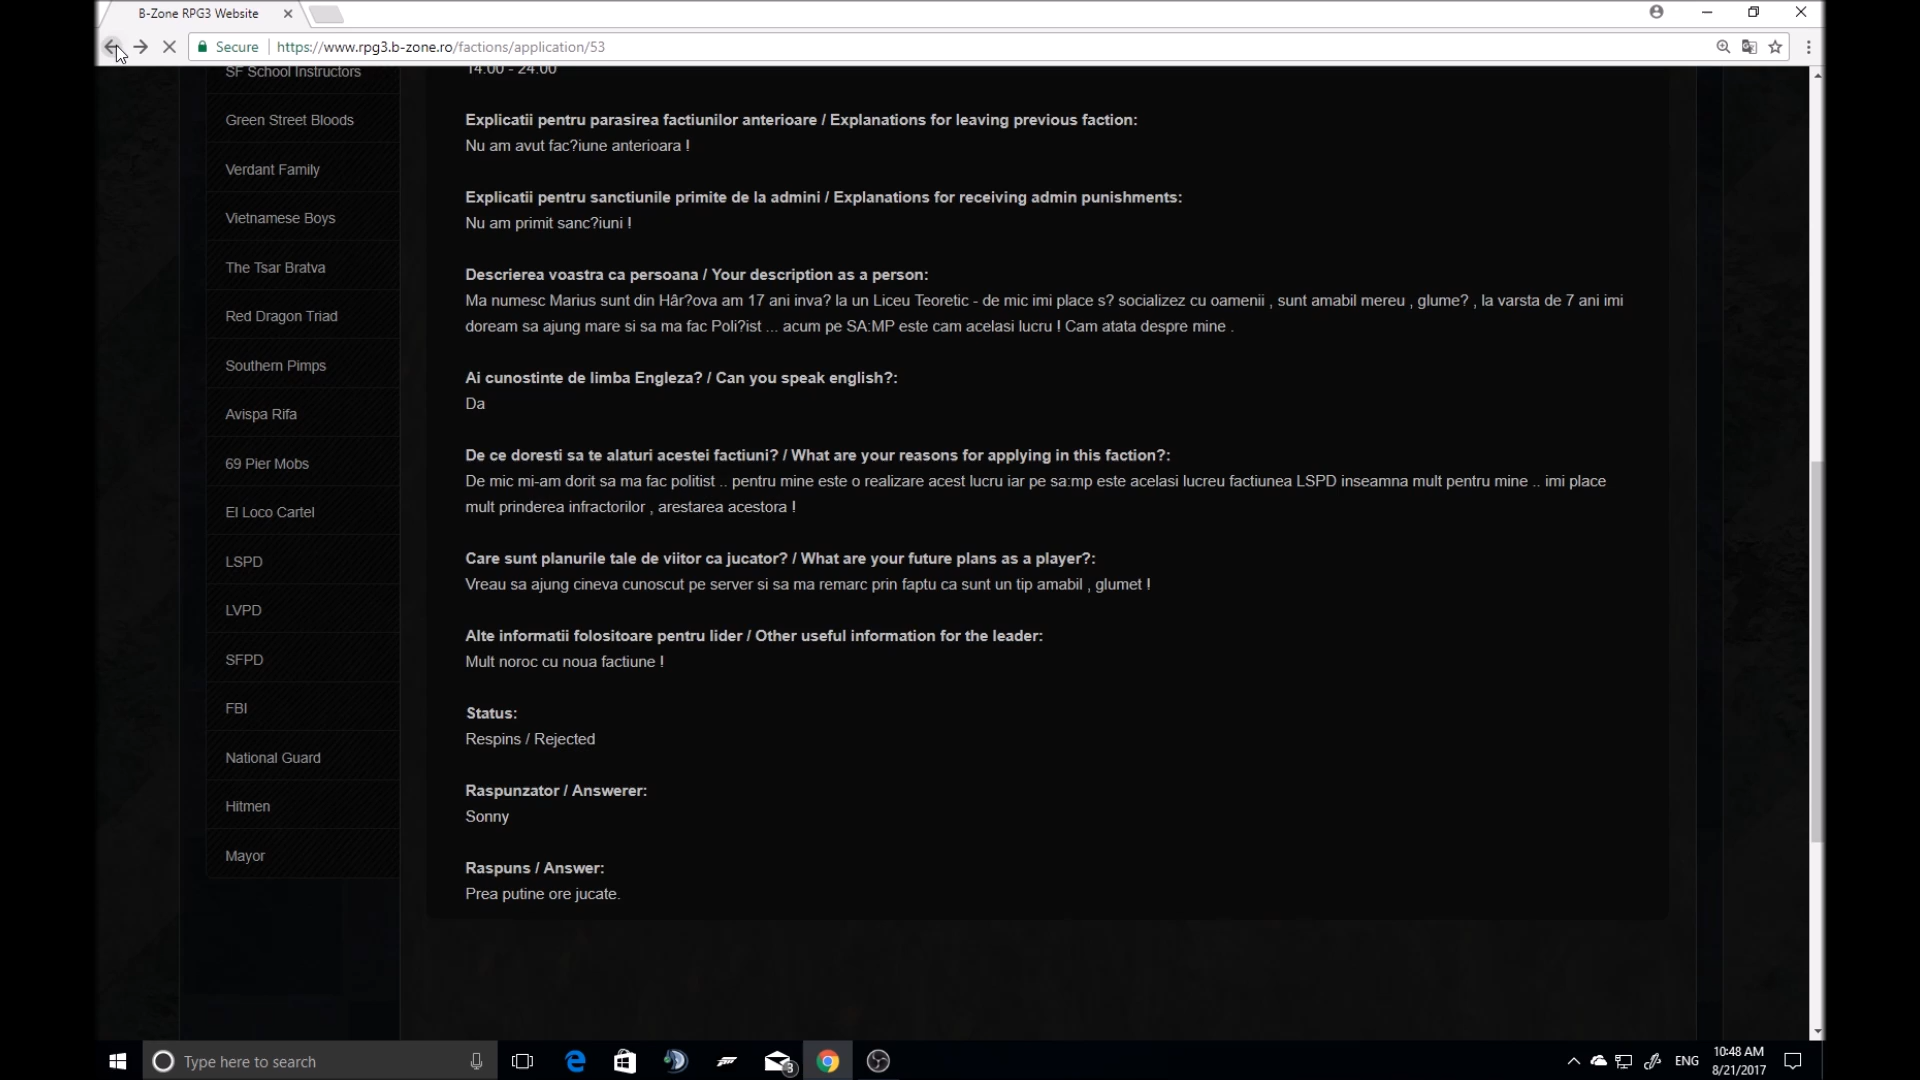 B-Zone RPG3 Website
Secure https://www.rpg3.b-zone.ro/factions/application/53
SF School Instructors
Green Street Bloods
Verdant Family
Vietnamese Boys
The Tsar Bratva
Red Dragon Triad
Southern Pimps
Avispa Rifa
69 Pier Mobs
El Loco Cartel
LSPD
LVPD
SFPD
FBI
National Guard
Hitmen
Mayor
14:00 - 24:00
Explicatii pentru parasirea factiunilor anterioare / Explanations for leaving previous faction:
Nu am avut fac?iune anterioara !
Explicatii pentru sanctiunile primite de la admini / Explanations for receiving admin punishments:
Nu am primit sanc?iuni !
Descrierea voastra ca persoana / Your description as a person:
Ma numesc Marius sunt din Hâr?ova am 17 ani inva? la un Liceu Teoretic - de mic imi place s? socializez cu oamenii , sunt amabil mereu , glume? , la varsta de 7 ani imi
doream sa ajung mare si sa ma fac Poli?ist ... acum pe SA:MP este cam acelasi lucru ! Cam atata despre mine .
Ai cunostinte de limba Engleza? / Can you speak english?:
Da
De ce doresti sa te alaturi acestei factiuni? / What are your reasons for applying in this faction?:
De mic mi-am dorit sa ma fac politist .. pentru mine este o realizare acest lucru iar pe sa:mp este acelasi lucreu factiunea LSPD inseamna mult pentru mine .. imi place
mult prinderea infractorilor , arestarea acestora !
Care sunt planurile tale de viitor ca jucator? / What are your future plans as a player?:
Vreau sa ajung cineva cunoscut pe server si sa ma remarc prin faptu ca sunt un tip amabil , glumet !
Alte informatii folositoare pentru lider / Other useful information for the leader:
Mult noroc cu noua factiune !
Status:
Respins / Rejected
Raspunzator / Answerer:
Sonny
Raspuns / Answer:
Prea putine ore jucate.
Type here to search
3
ENG
10:48 AM
8/21/2017